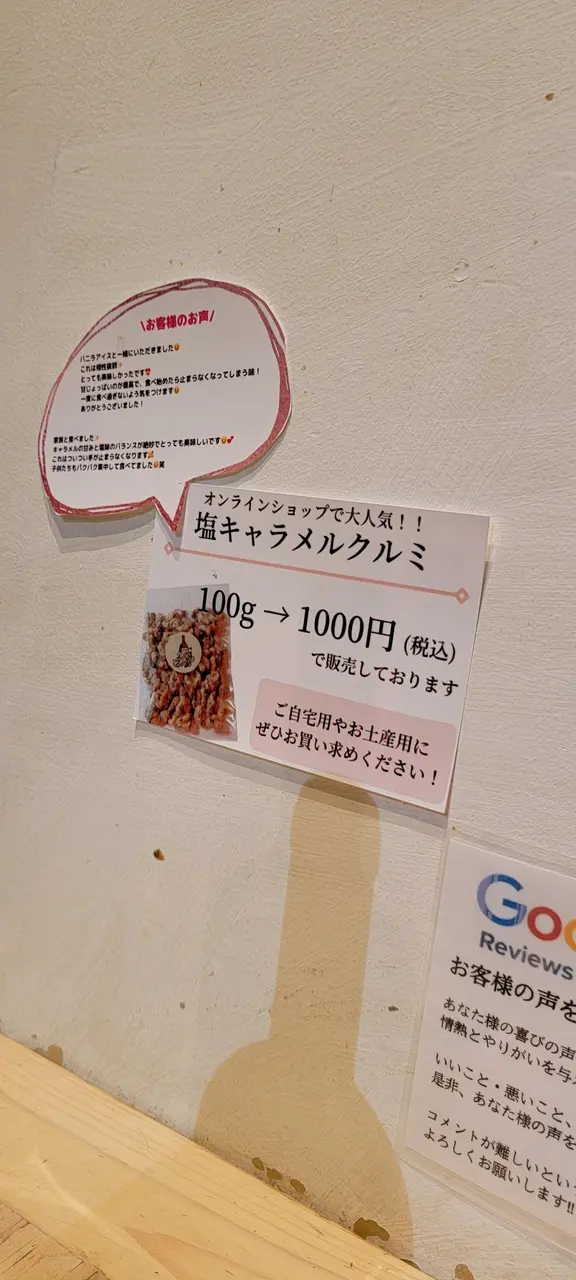 \お客様のお声/
バニラアイスと一緒にいただきました😋
これは相性抜群✨
とっても美味しかったです😍
甘じょっぱいのが最高で、食べ始めたら止まらなくなってしまう味！
一度に食べ過ぎないよう気をつけます😋
ありがとうございました！
家族と食べました✨
キャラメルの甘みと塩味のバランスが絶妙でとっても美味しいです😋💕
これはついつい手が止まらなくなります🥰
子供たちもパクパク集中して食べてました😋笑
オンラインショップで大人気！！
塩キャラメルクルミ
100g → 1000円 (税込)
で販売しております
ご自宅用やお土産用に
ぜひお買い求めください！
Goo
Reviews
お客様の声を
あなた様の喜びの声
情熱とやりがいを与え
いいこと・悪いこと、
是非、あなた様の声を
コメントが難しいという
よろしくお願いします!!